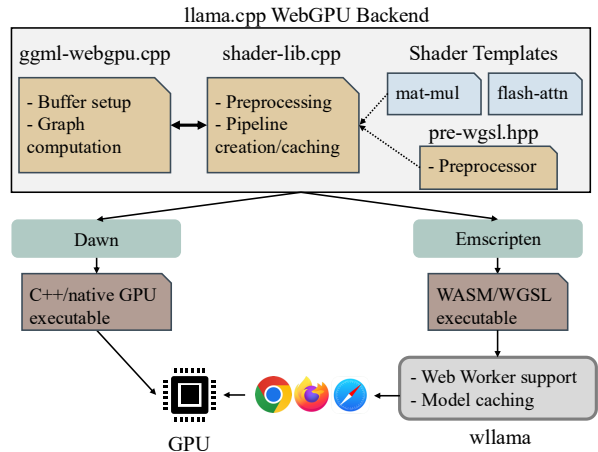 llama.cpp WebGPU Backend
ggml-webgpu.cpp
- Buffer setup
- Graph
computation
shader-lib.cpp
- Preprocessing
- Pipeline
creation/caching
Shader Templates
mat-mul
flash-attn
pre-wgsl.hpp
- Preprocessor
Dawn
Emscripten
C++/native GPU
executable
WASM/WGSL
executable
- Web Worker support
- Model caching
wllama
GPU